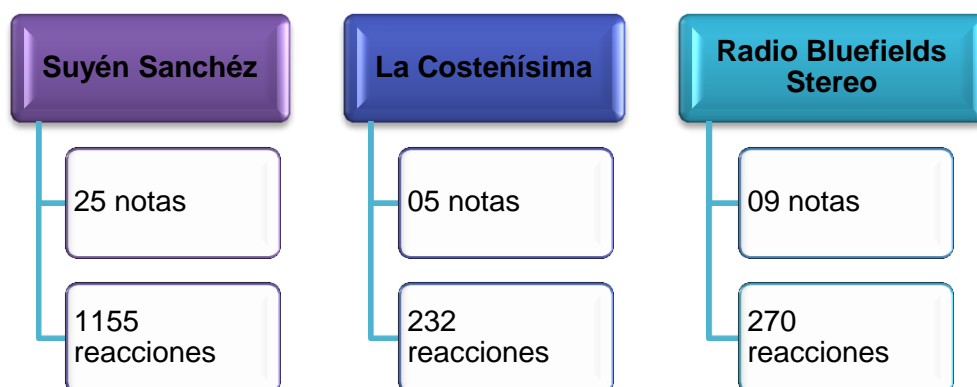 Suyén Sanchéz
25 notas
1155
reacciones
La Costeñísima
05 notas
232
reacciones
Radio Bluefields
Stereo
09 notas
270
reacciones